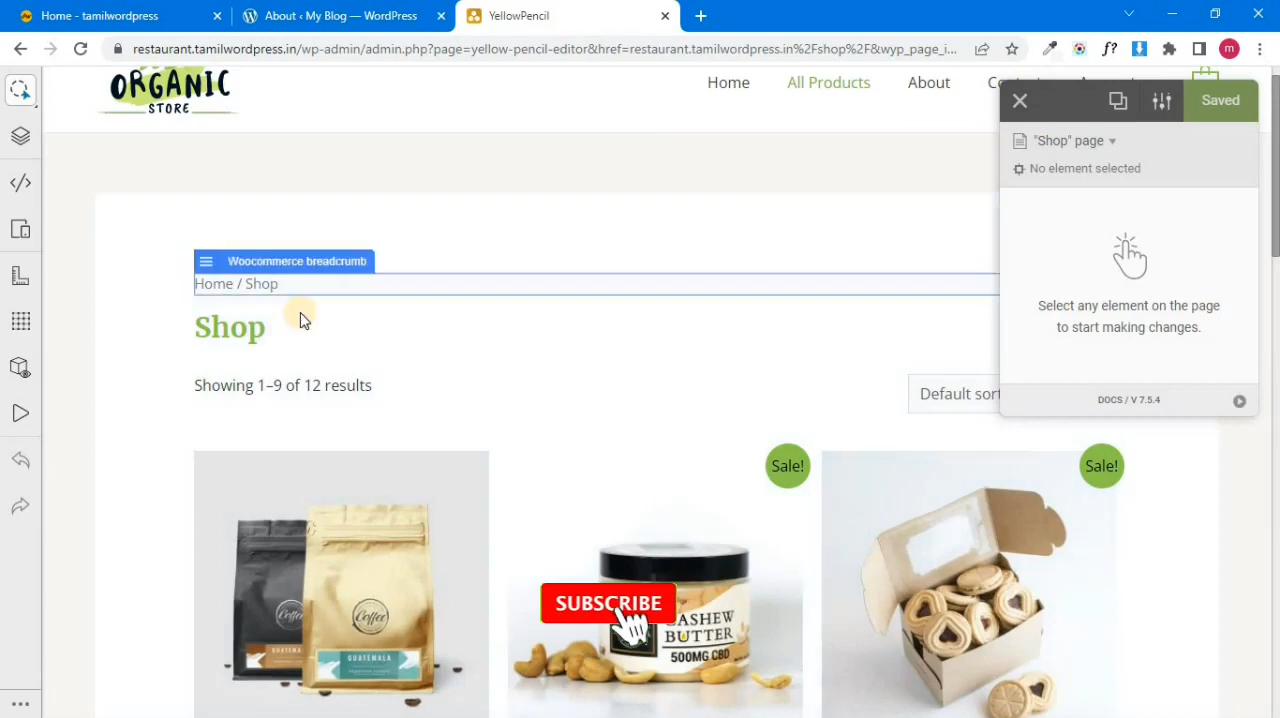 Home - tamilwordpress
About ‹ My Blog — WordPress
YellowPencil
restaurant.tamilwordpress.in/wp-admin/admin.php?page=yellow-pencil-editor&href=restaurant.tamilwordpress.in%2Fshop%2F&wyp_page_i...
f?
m
ORGANIC
STORE
Home
All Products
About
Saved
"Shop" page
No element selected
Woocommerce breadcrumb
Home / Shop
Shop
Select any element on the page
to start making changes.
Showing 1–9 of 12 results
Default sort
DOCS / V 7.5.4
Sale!
Sale!
Coffee
Coffee
GUATEMALA
SUBSCRIBE
CASHEW
BUTTER
500MG CBD